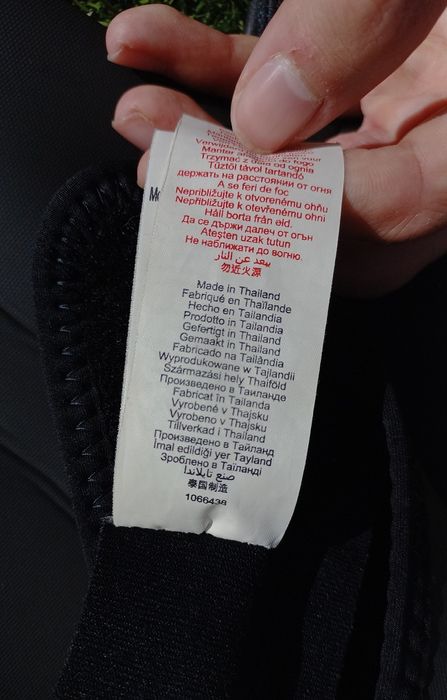 Verwijderd
Manter
Trzymać z dala od ognia
Tűztől távol tartandó
держать на расстоянии от огня
A se feri de foc
Nepribližujte k otvorenému ohňu
Nepřibližujte k otevřenému ohni
Håll borta från eld.
Да се държи далеч от огън
Ateşten uzak tutun
Не наближати до вогню.
يبعد عن النار
勿近火源
Made in Thailand
Fabriqué en Thaïlande
Hecho en Tailandia
Prodotto in Tailandia
Gefertigt in Thailand
Gemaakt in Thailand
Fabricado na Tailândia
Wyprodukowane w Tajlandii
Származási hely Thaiföld
Произведено в Таиланде
Fabricat în Tailanda
Vyrobené v Thajsku
Vyrobeno v Thajsku
Tillverkad i Thailand
Произведено в Тайланд
İmal edildiği yer Tayland
Зроблено в Таїланді
صنع تايلاندا
泰国制造
1066438